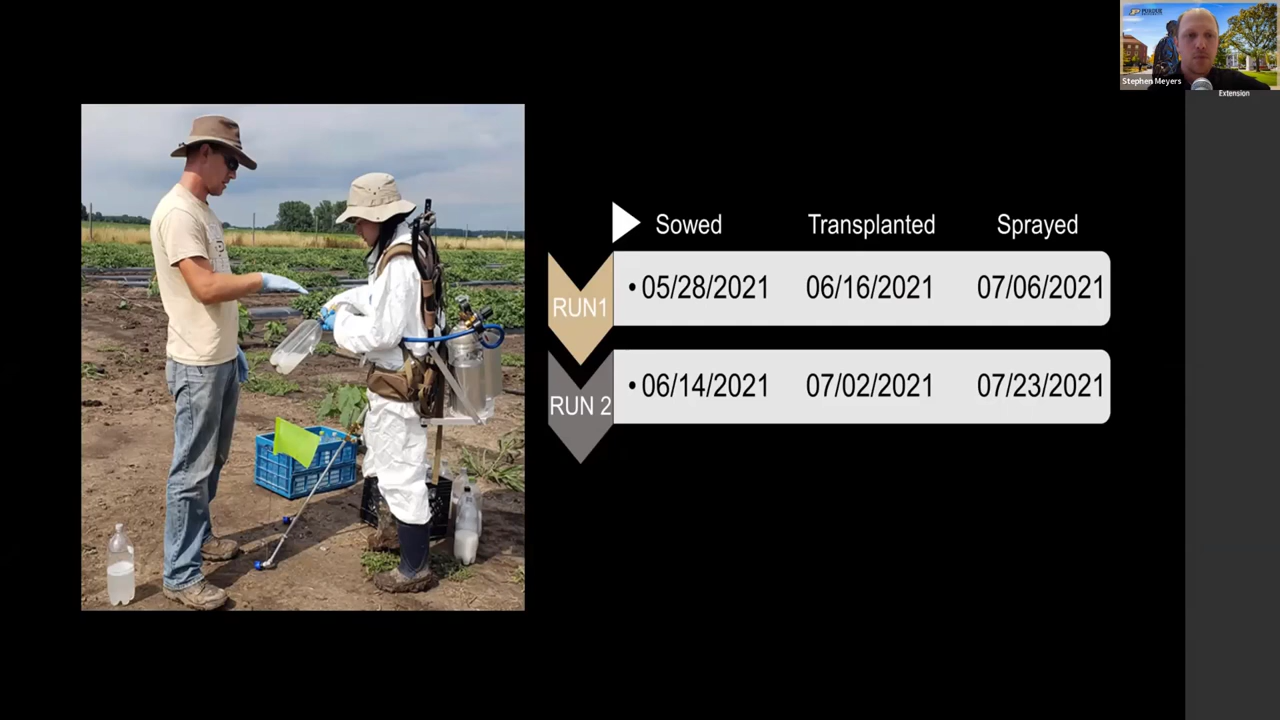 PURDUE
Stephen Meyers
Extension
Sowed Transplanted Sprayed
RUN1
• 05/28/2021 06/16/2021 07/06/2021
RUN 2
• 06/14/2021 07/02/2021 07/23/2021